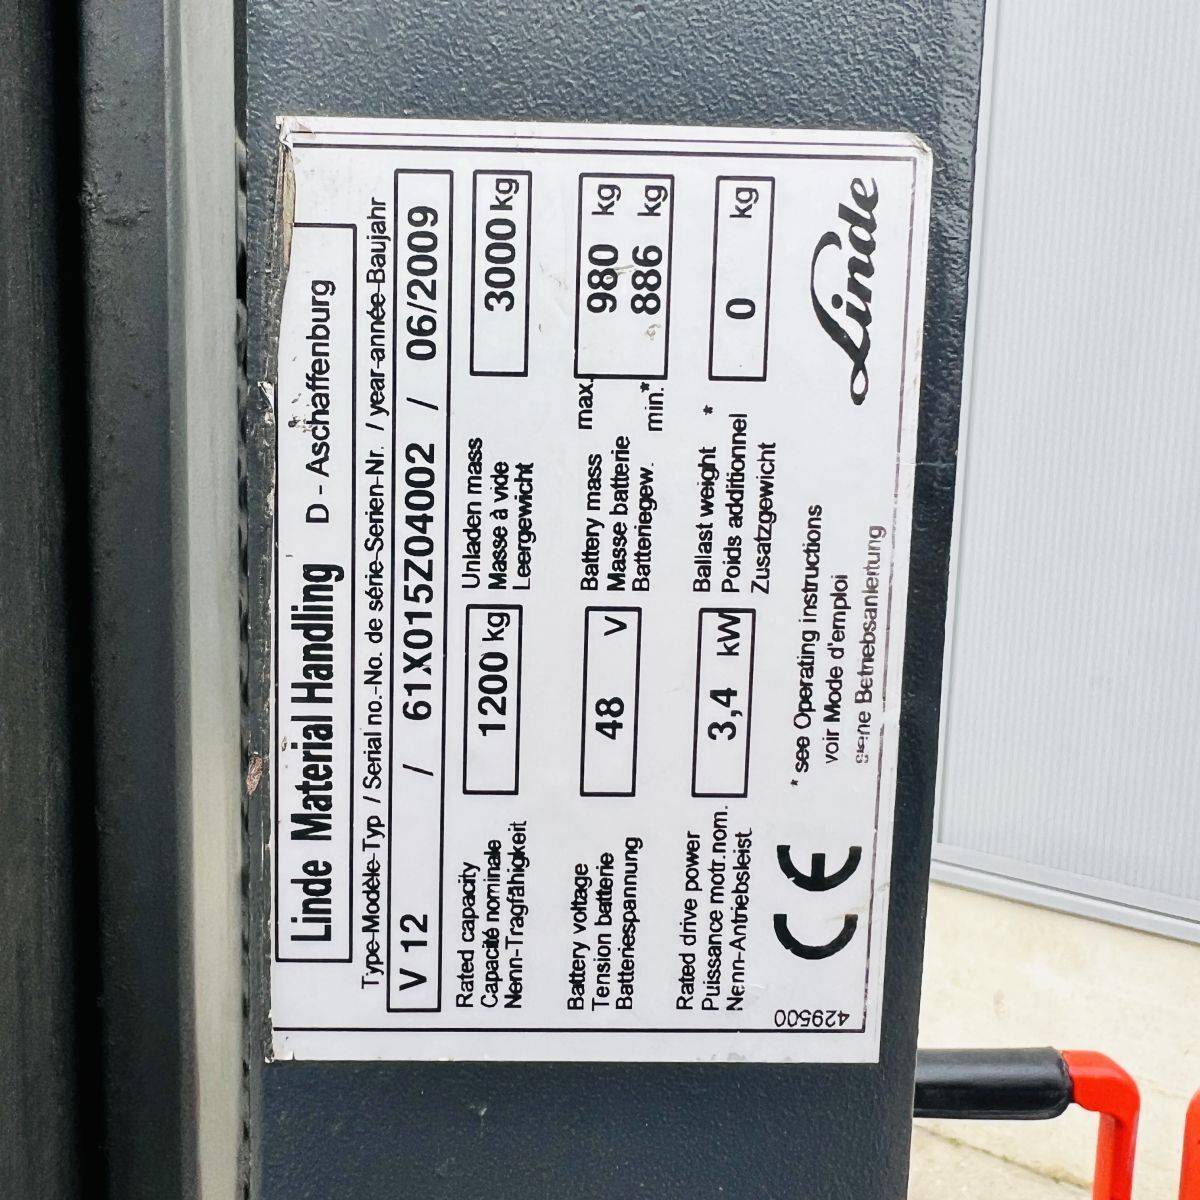 Linde Material Handling D - Aschaffenburg
Type-Modèle-Typ / Serial no.-No. de série-Serien-Nr. / year-année-Baujahr
V 12 / 61X015Z04002 / 06/2009
Rated capacity
Capacité nominale
Nenn-Tragfähigkeit
1200 kg
Unladen mass
Masse à vide
Leergewicht
3000 kg
Battery voltage
Tension batterie
Batteriespannung
48 V
Battery mass
Masse batterie
Batteriegew.
max. 980 kg
min.* 886 kg
Rated drive power
Puissance motr.nom.
Nenn-Antriebsleist.
3,4 kW
Ballast weight *
Poids additionnel
Zusatzgewicht
0 kg
CE
* see Operating instructions
voir Mode d'emploi
siehe Betriebsanleitung
Linde
429500